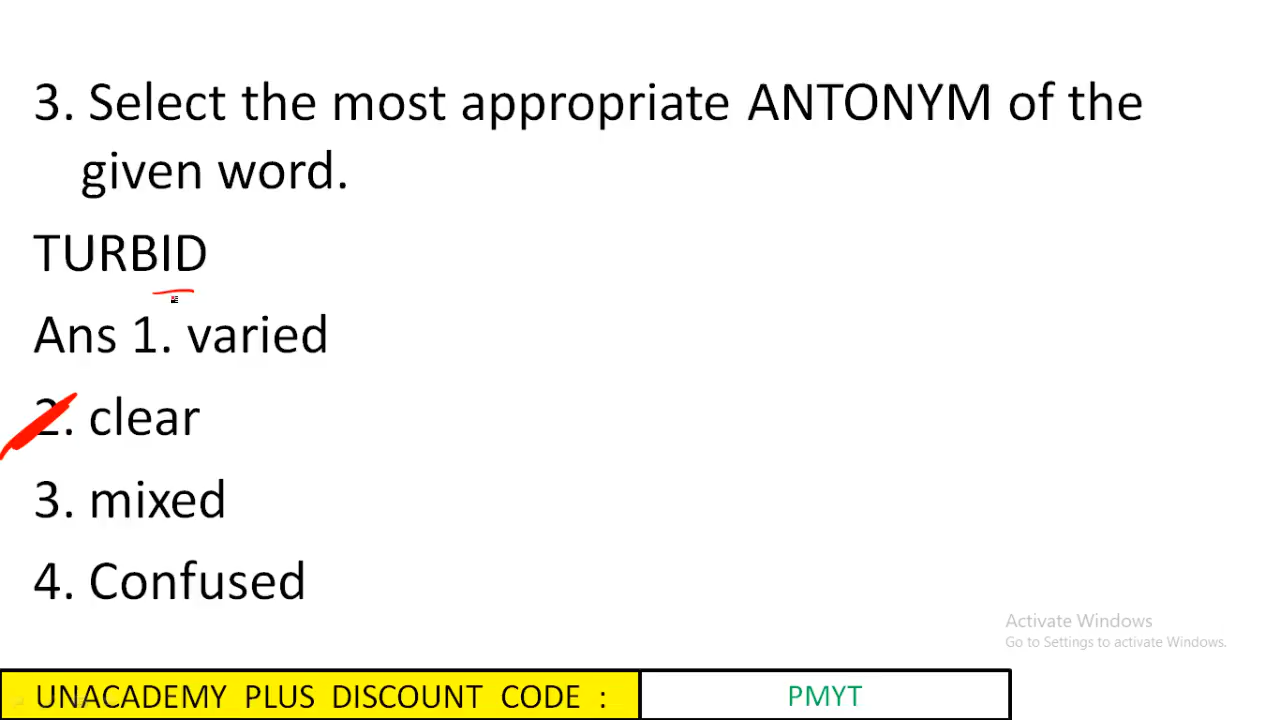 3. Select the most appropriate ANTONYM of the
given word.
TURBID
Ans 1. varied
2. clear
3. mixed
4. Confused
Activate Windows
Go to Settings to activate Windows.
UNACADEMY PLUS DISCOUNT CODE : PMYT